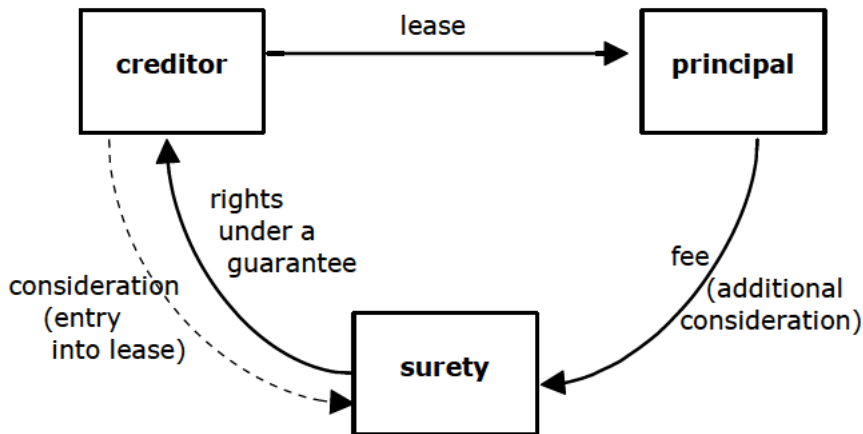 lease
creditor
principal
rights
under a
guarantee
consideration
(entry
into lease)
fee
(additional
consideration)
surety